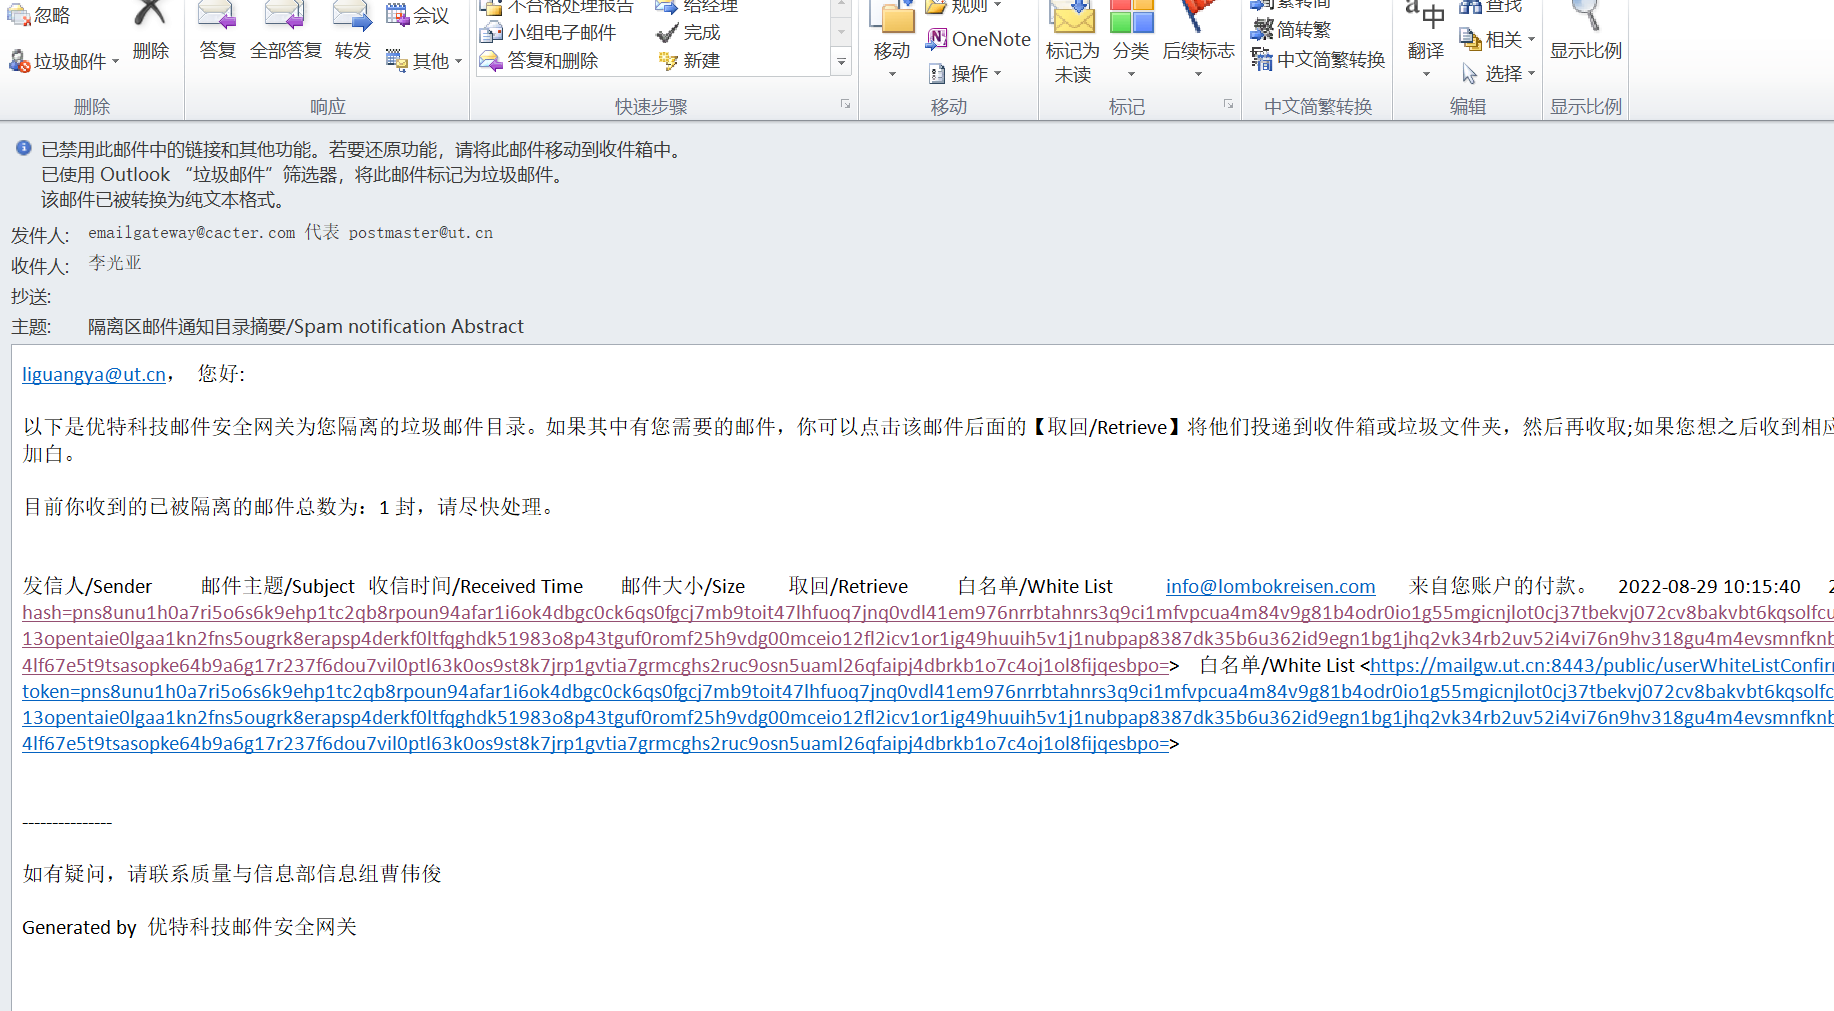 忽略
垃圾邮件
删除
删除
答复
全部答复
转发
会议
其他
响应
不合格处理报告
小组电子邮件
答复和删除
给经理
完成
新建
快速步骤
移动
规则
OneNote
操作
移动
标记为
未读
分类
后续标志
标记
繁转简
简转繁
中文简繁转换
中文简繁转换
翻译
查找
相关
选择
编辑
显示比例
显示比例
已禁用此邮件中的链接和其他功能。若要还原功能，请将此邮件移动到收件箱中。
已使用 Outlook “垃圾邮件”筛选器，将此邮件标记为垃圾邮件。
该邮件已被转换为纯文本格式。
发件人: emailgateway@cacter.com 代表 postmaster@ut.cn
收件人: 李光亚
抄送:
主题: 隔离区邮件通知目录摘要/Spam notification Abstract
liguangya@ut.cn， 您好:
以下是优特科技邮件安全网关为您隔离的垃圾邮件目录。如果其中有您需要的邮件，你可以点击该邮件后面的【取回/Retrieve】将他们投递到收件箱或垃圾文件夹，然后再收取;如果您想之后收到相应
加白。
目前你收到的已被隔离的邮件总数为：1 封，请尽快处理。
发信人/Sender 邮件主题/Subject 收信时间/Received Time 邮件大小/Size 取回/Retrieve 白名单/White List info@lombokreisen.com 来自您账户的付款。 2022-08-29 10:15:40 2
hash=pns8unu1h0a7ri5o6s6k9ehp1tc2qb8rpoun94afar1i6ok4dbgc0ck6qs0fgcj7mb9toit47lhfuoq7jnq0vdl41em976nrrbtahnrs3q9ci1mfvpcua4m84v9g81b4odr0io1g55mgicnjlot0cj37tbekvj072cv8bakvbt6kqsolfcu
13opentaie0lgaa1kn2fns5ougrk8erapsp4derkf0ltfqghdk51983o8p43tguf0romf25h9vdg00mceio12fl2icv1or1ig49huuih5v1j1nubpap8387dk35b6u362id9egn1bg1jhq2vk34rb2uv52i4vi76n9hv318gu4m4evsmnfknb
4lf67e5t9tsasopke64b9a6g17r237f6dou7vil0ptl63k0os9st8k7jrp1gvtia7grmcghs2ruc9osn5uaml26qfaipj4dbrkb1o7c4oj1ol8fijqesbpo=> 白名单/White List <https://mailgw.ut.cn:8443/public/userWhiteListConfirm
token=pns8unu1h0a7ri5o6s6k9ehp1tc2qb8rpoun94afar1i6ok4dbgc0ck6qs0fgcj7mb9toit47lhfuoq7jnq0vdl41em976nrrbtahnrs3q9ci1mfvpcua4m84v9g81b4odr0io1g55mgicnjlot0cj37tbekvj072cv8bakvbt6kqsolfc
13opentaie0lgaa1kn2fns5ougrk8erapsp4derkf0ltfqghdk51983o8p43tguf0romf25h9vdg00mceio12fl2icv1or1ig49huuih5v1j1nubpap8387dk35b6u362id9egn1bg1jhq2vk34rb2uv52i4vi76n9hv318gu4m4evsmnfknb
4lf67e5t9tsasopke64b9a6g17r237f6dou7vil0ptl63k0os9st8k7jrp1gvtia7grmcghs2ruc9osn5uaml26qfaipj4dbrkb1o7c4oj1ol8fijqesbpo=>
---------------
如有疑问，请联系质量与信息部信息组曹伟俊
Generated by 优特科技邮件安全网关